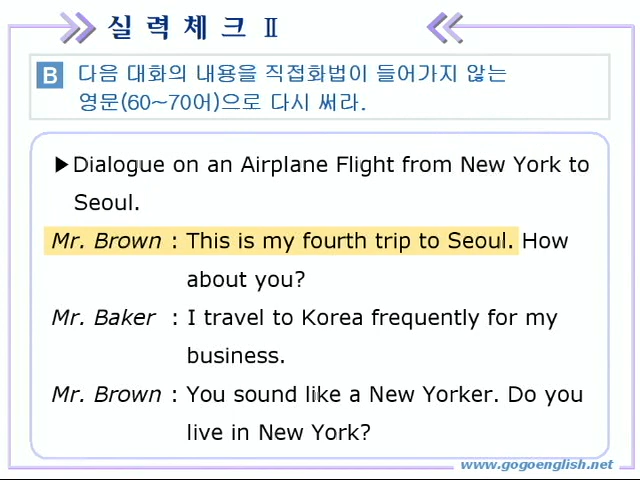 실 력 체 크 Ⅱ
B 다음 대화의 내용을 직접화법이 들어가지 않는
영문(60~70어)으로 다시 써라.
▶Dialogue on an Airplane Flight from New York to
Seoul.
Mr. Brown : This is my fourth trip to Seoul. How
about you?
Mr. Baker : I travel to Korea frequently for my
business.
Mr. Brown : You sound like a New Yorker. Do you
live in New York?
www.gogoenglish.net